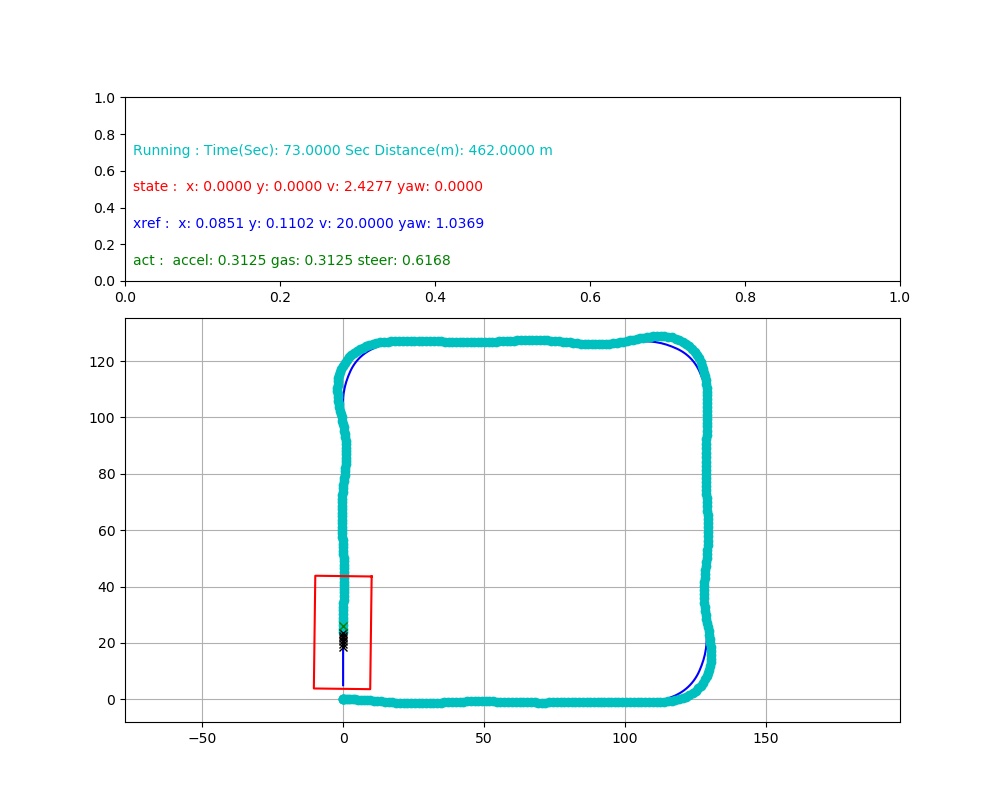 1.0
0.8
Running : Time(Sec): 73.0000 Sec Distance(m): 462.0000 m
0.6
state :  x: 0.0000 y: 0.0000 v: 2.4277 yaw: 0.0000
0.4
xref :  x: 0.0851 y: 0.1102 v: 20.0000 yaw: 1.0369
0.2
act :  accel: 0.3125 gas: 0.3125 steer: 0.6168
0.0
0.0 0.2 0.4 0.6 0.8 1.0
120
100
80
60
40
20
0
−50 0 50 100 150